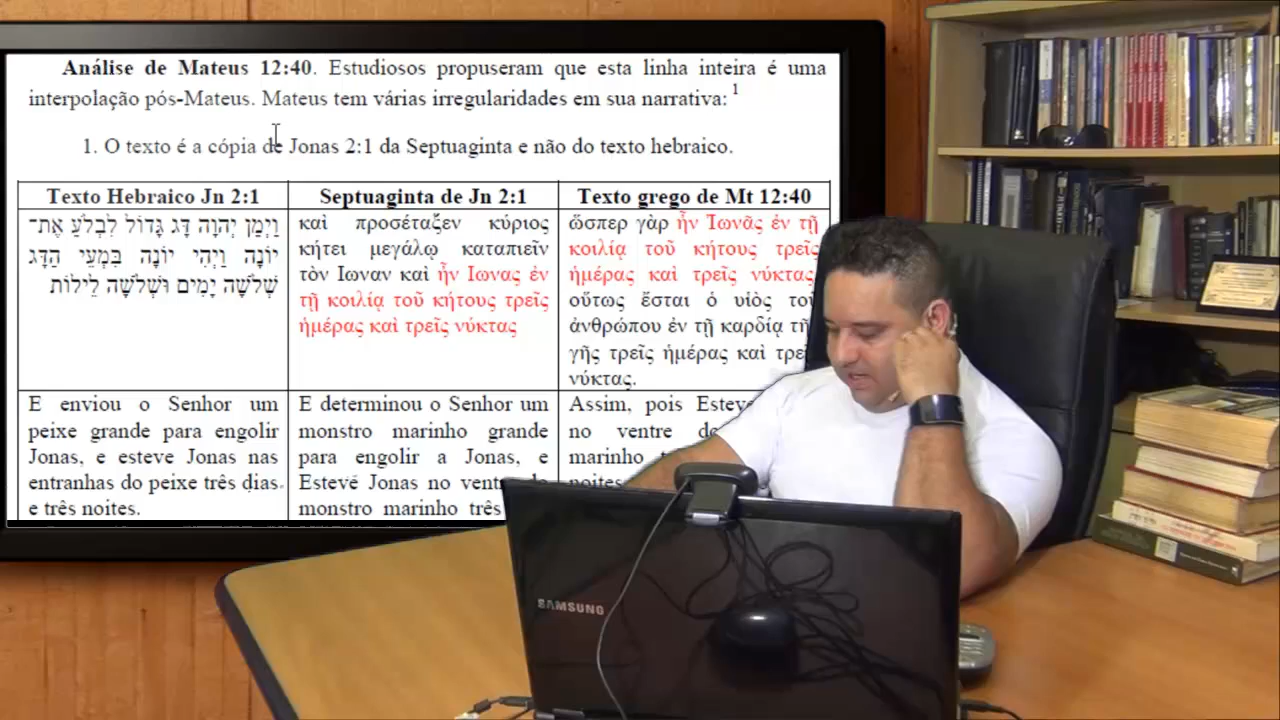 Análise de Mateus 12:40. Estudiosos propuseram que esta linha inteira é uma
interpolação pós-Mateus. Mateus tem várias irregularidades em sua narrativa: 1
1. O texto é a cópia de Jonas 2:1 da Septuaginta e não do texto hebraico.
Texto Hebraico Jn 2:1
וַיְמַן יְהוָה דָּג גָּדוֹל לִבְלֹעַ אֶת־
יוֹנָה וַיְהִי יוֹנָה בִּמְעֵי הַדָּג
שְׁלֹשָׁה יָמִים וּשְׁלֹשָׁה לֵילוֹת
Septuaginta de Jn 2:1
καὶ προσέταξεν κύριος
κήτει μεγάλῳ καταπιεῖν
τὸν Ιωναν καὶ ἦν Ιωνας ἐν
τῇ κοιλίᾳ τοῦ κήτους τρεῖς
ἡμέρας καὶ τρεῖς νύκτας
Texto grego de Mt 12:40
ὥσπερ γὰρ ἦν Ἰωνᾶς ἐν τῇ
κοιλίᾳ τοῦ κήτους τρεῖς
ἡμέρας καὶ τρεῖς νύκτας
οὕτως ἔσται ὁ υἱὸς τοῦ
ἀνθρώπου ἐν τῇ καρδίᾳ τῆ
γῆς τρεῖς ἡμέρας καὶ τρεῖ
νύκτας.
E enviou o Senhor um
peixe grande para engolir
Jonas, e esteve Jonas nas
entranhas do peixe três dias
e três noites.
E determinou o Senhor um
monstro marinho grande
para engolir a Jonas, e
Esteve Jonas no ventre de
monstro marinho três
Assim, pois Esteve
no ventre do
marinho
noites
SAMSUNG